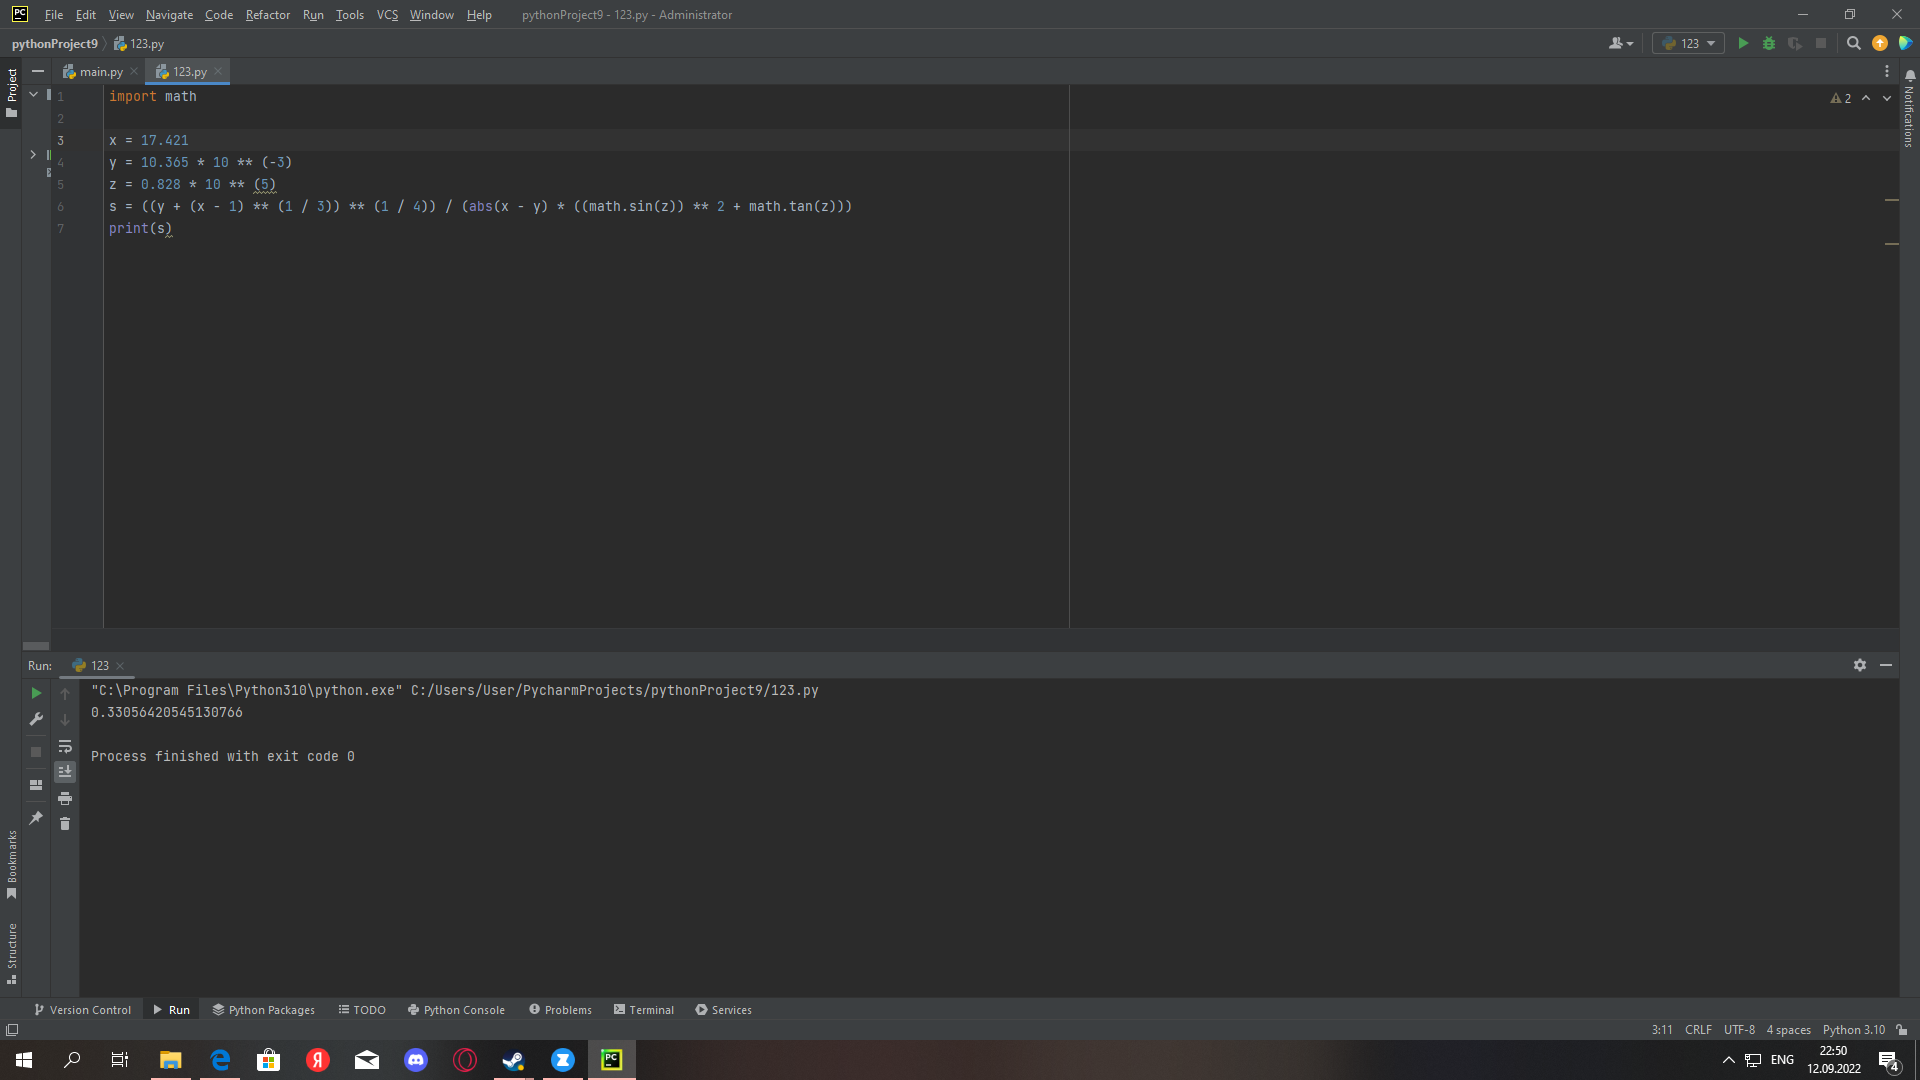 PC File Edit View Navigate Code Refactor Run Tools VCS Window Help pythonProject9 - 123.py - Administrator
pythonProject9 123.py 123
Project
main.py 123.py
Notifications
1 import math
2
3 x = 17.421
4 y = 10.365 * 10 ** (-3)
5 z = 0.828 * 10 ** (5)
6 s = ((y + (x - 1) ** (1 / 3)) ** (1 / 4)) / (abs(x - y) * ((math.sin(z)) ** 2 + math.tan(z)))
7 print(s)
2
Run: 123
"C:\Program Files\Python310\python.exe" C:/Users/User/PycharmProjects/pythonProject9/123.py
0.33056420545130766
Process finished with exit code 0
Bookmarks
Structure
Version Control Run Python Packages TODO Python Console Problems Terminal Services
3:11 CRLF UTF-8 4 spaces Python 3.10
Я PC ENG 22:50
12.09.2022 4